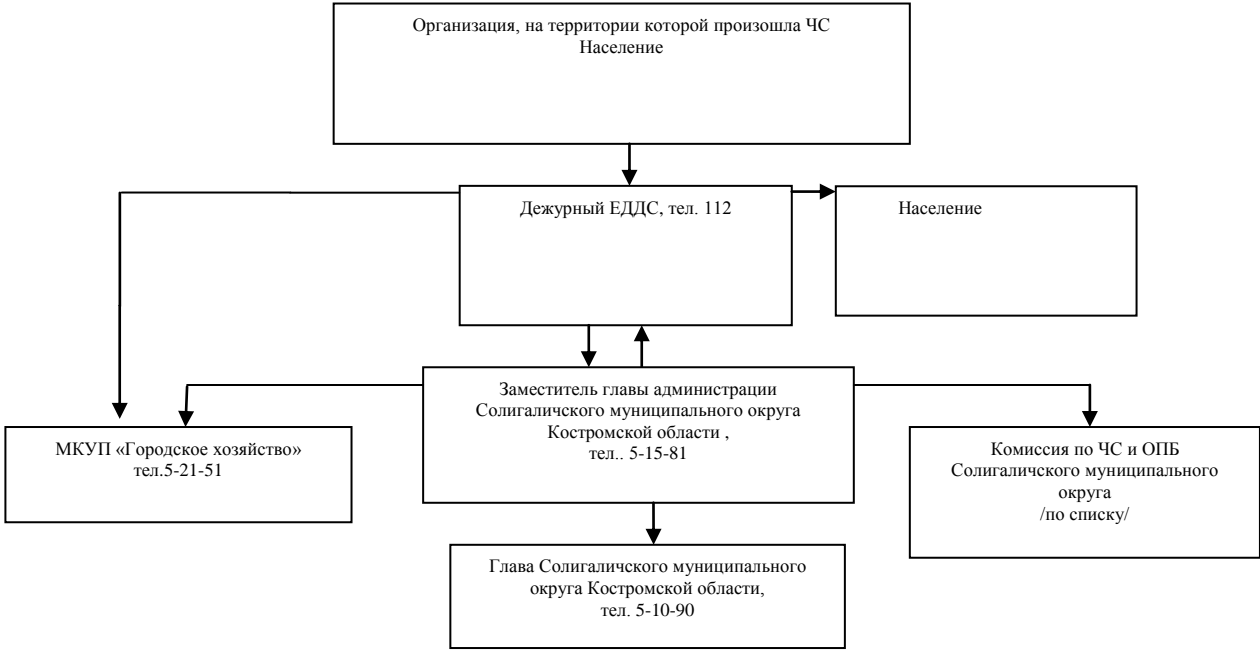 Организация, на территории которой произошла ЧС
Население
Дежурный ЕДДС, тел. 112
Население
Заместитель главы администрации
Солигаличского муниципального округа
Костромской области ,
тел.. 5-15-81
МКУП «Городское хозяйство»
тел.5-21-51
Комиссия по ЧС и ОПБ
Солигаличского муниципального
округа
/по списку/
Глава Солигаличского муниципального
округа Костромской области,
тел. 5-10-90